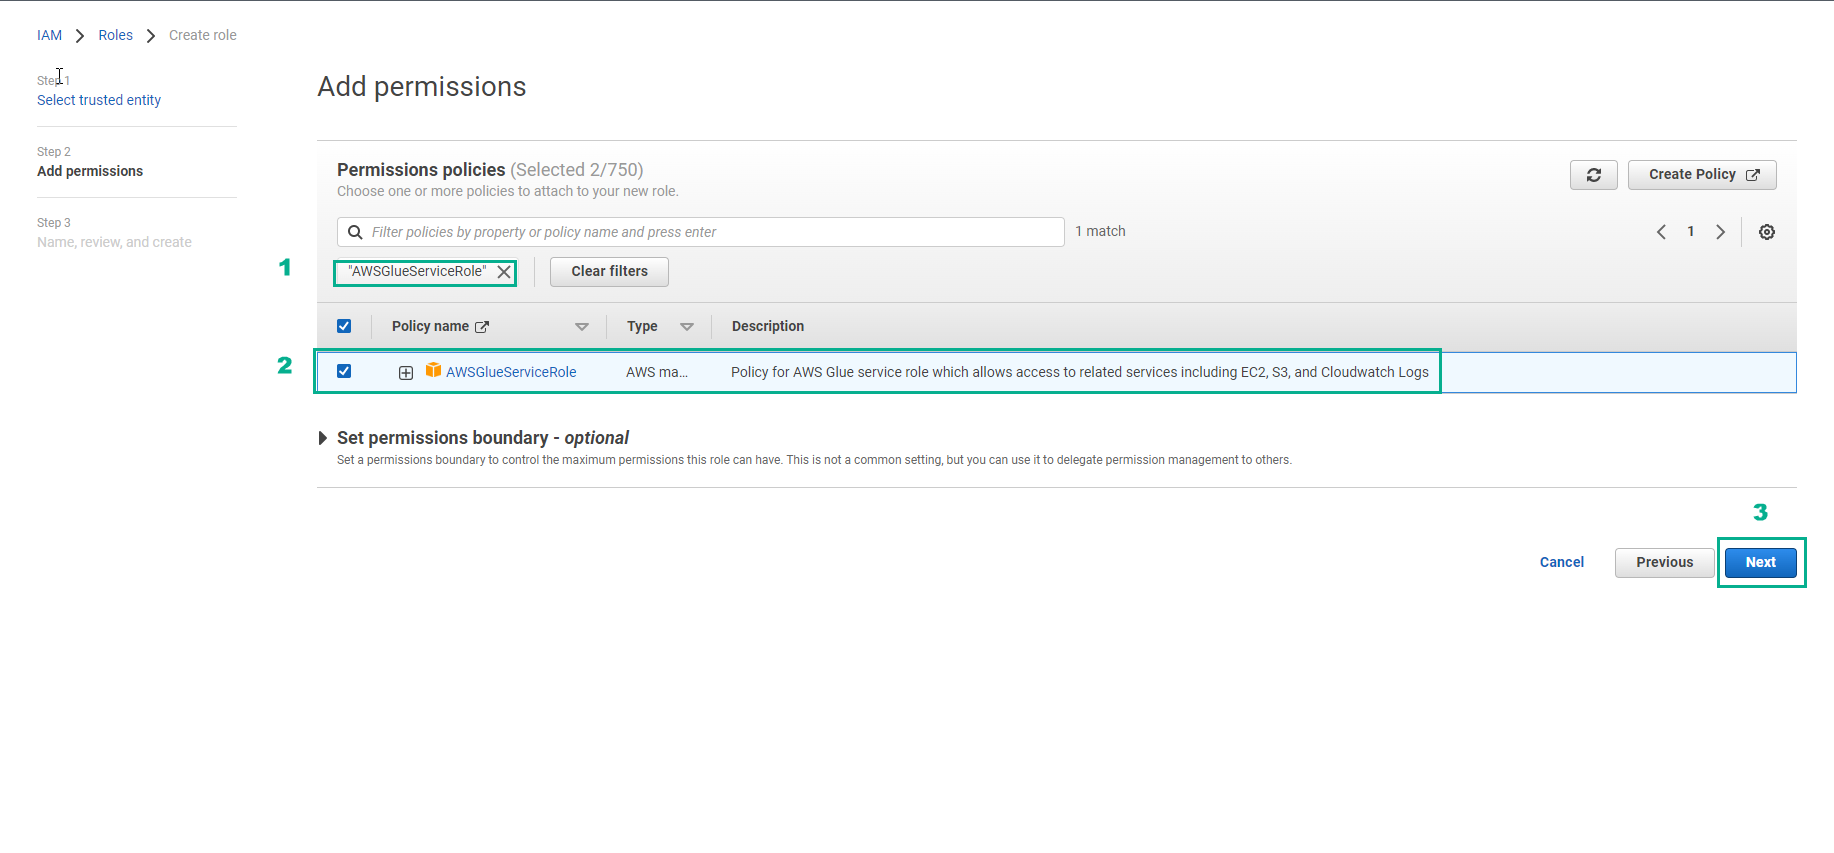 IAM > Roles > Create role
Step 1
Select trusted entity
Step 2
Add permissions
Step 3
Name, review, and create
Add permissions
Permissions policies (Selected 2/750)
Choose one or more policies to attach to your new role.
Create Policy
Filter policies by property or policy name and press enter
1 match
1
1
"AWSGlueServiceRole"
Clear filters
Policy name Type Description
2
AWSGlueServiceRole AWS ma... Policy for AWS Glue service role which allows access to related services including EC2, S3, and Cloudwatch Logs
Set permissions boundary - optional
Set a permissions boundary to control the maximum permissions this role can have. This is not a common setting, but you can use it to delegate permission management to others.
3
Cancel Previous Next